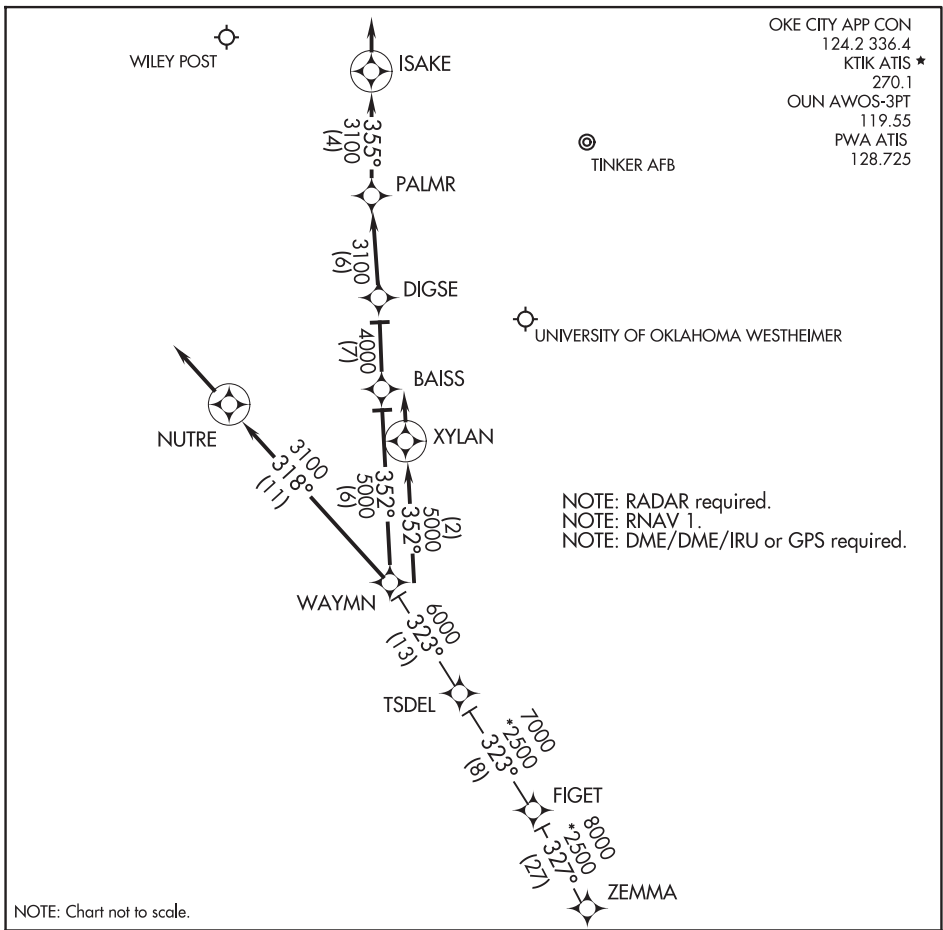 OKE CITY APP CON
124.2 336.4
KTIK ATIS ★
270.1
OUN AWOS-3PT
119.55
PWA ATIS
128.725
WILEY POST
ISAKE
355°
3100
(4)
TINKER AFB
PALMR
3100
(6)
DIGSE
UNIVERSITY OF OKLAHOMA WESTHEIMER
4000
(7)
BAISS
NUTRE
XYLAN
3100
318°
(11)
352°
5000
(6)
(2)
5000
352°
NOTE: RADAR required.
NOTE: RNAV 1.
NOTE: DME/DME/IRU or GPS required.
WAYMN
6000
323°
(13)
TSDEL
7000
*2500
323°
(8)
FIGET
8000
*2500
327°
(27)
ZEMMA
NOTE: Chart not to scale.